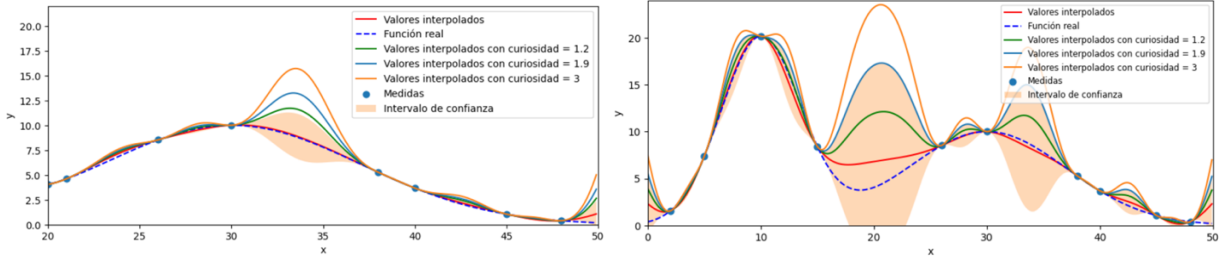 Valores interpolados
Función real
Valores interpolados con curiosidad = 1.2
Valores interpolados con curiosidad = 1.9
Valores interpolados con curiosidad = 3
Medidas
Intervalo de confianza
y
22.5
20.0
17.5
15.0
12.5
10.0
7.5
5.0
2.5
0.0
20 25 30 35 40 45 50
x
Valores interpolados
Función real
Valores interpolados con curiosidad = 1.2
Valores interpolados con curiosidad = 1.9
Valores interpolados con curiosidad = 3
Medidas
Intervalo de confianza
y
20
15
10
5
0
0 10 20 30 40 50
x